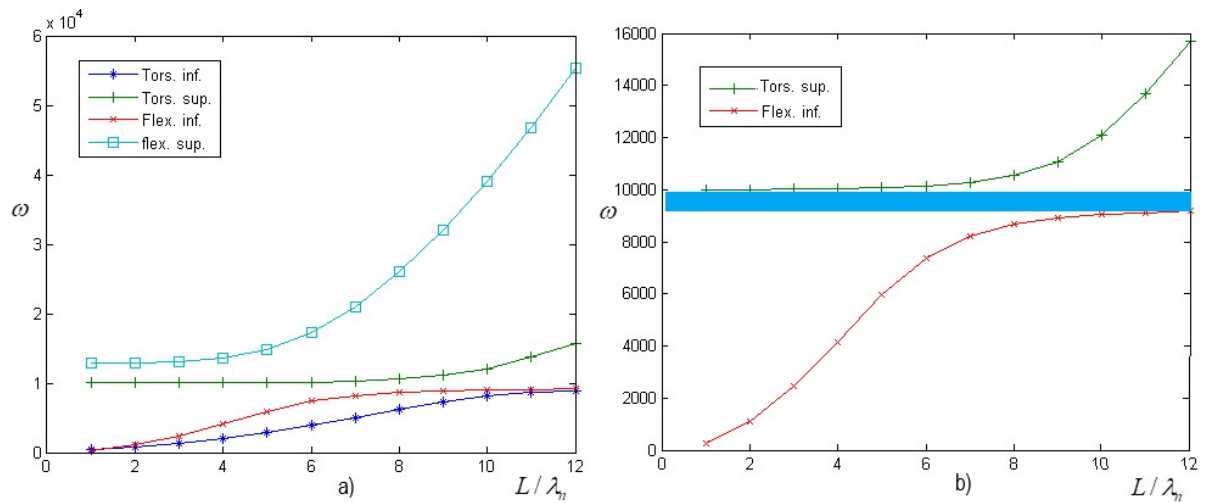 x 10⁴
6
5
4
3
2
1
0
ω
Tors. inf.
Tors. sup.
Flex. inf.
flex. sup.
0 2 4 6 8 10 12
a)
L / λn
16000
14000
12000
10000
8000
6000
4000
2000
0
ω
Tors. sup.
Flex. inf.
0 2 4 6 8 10 12
b)
L / λn